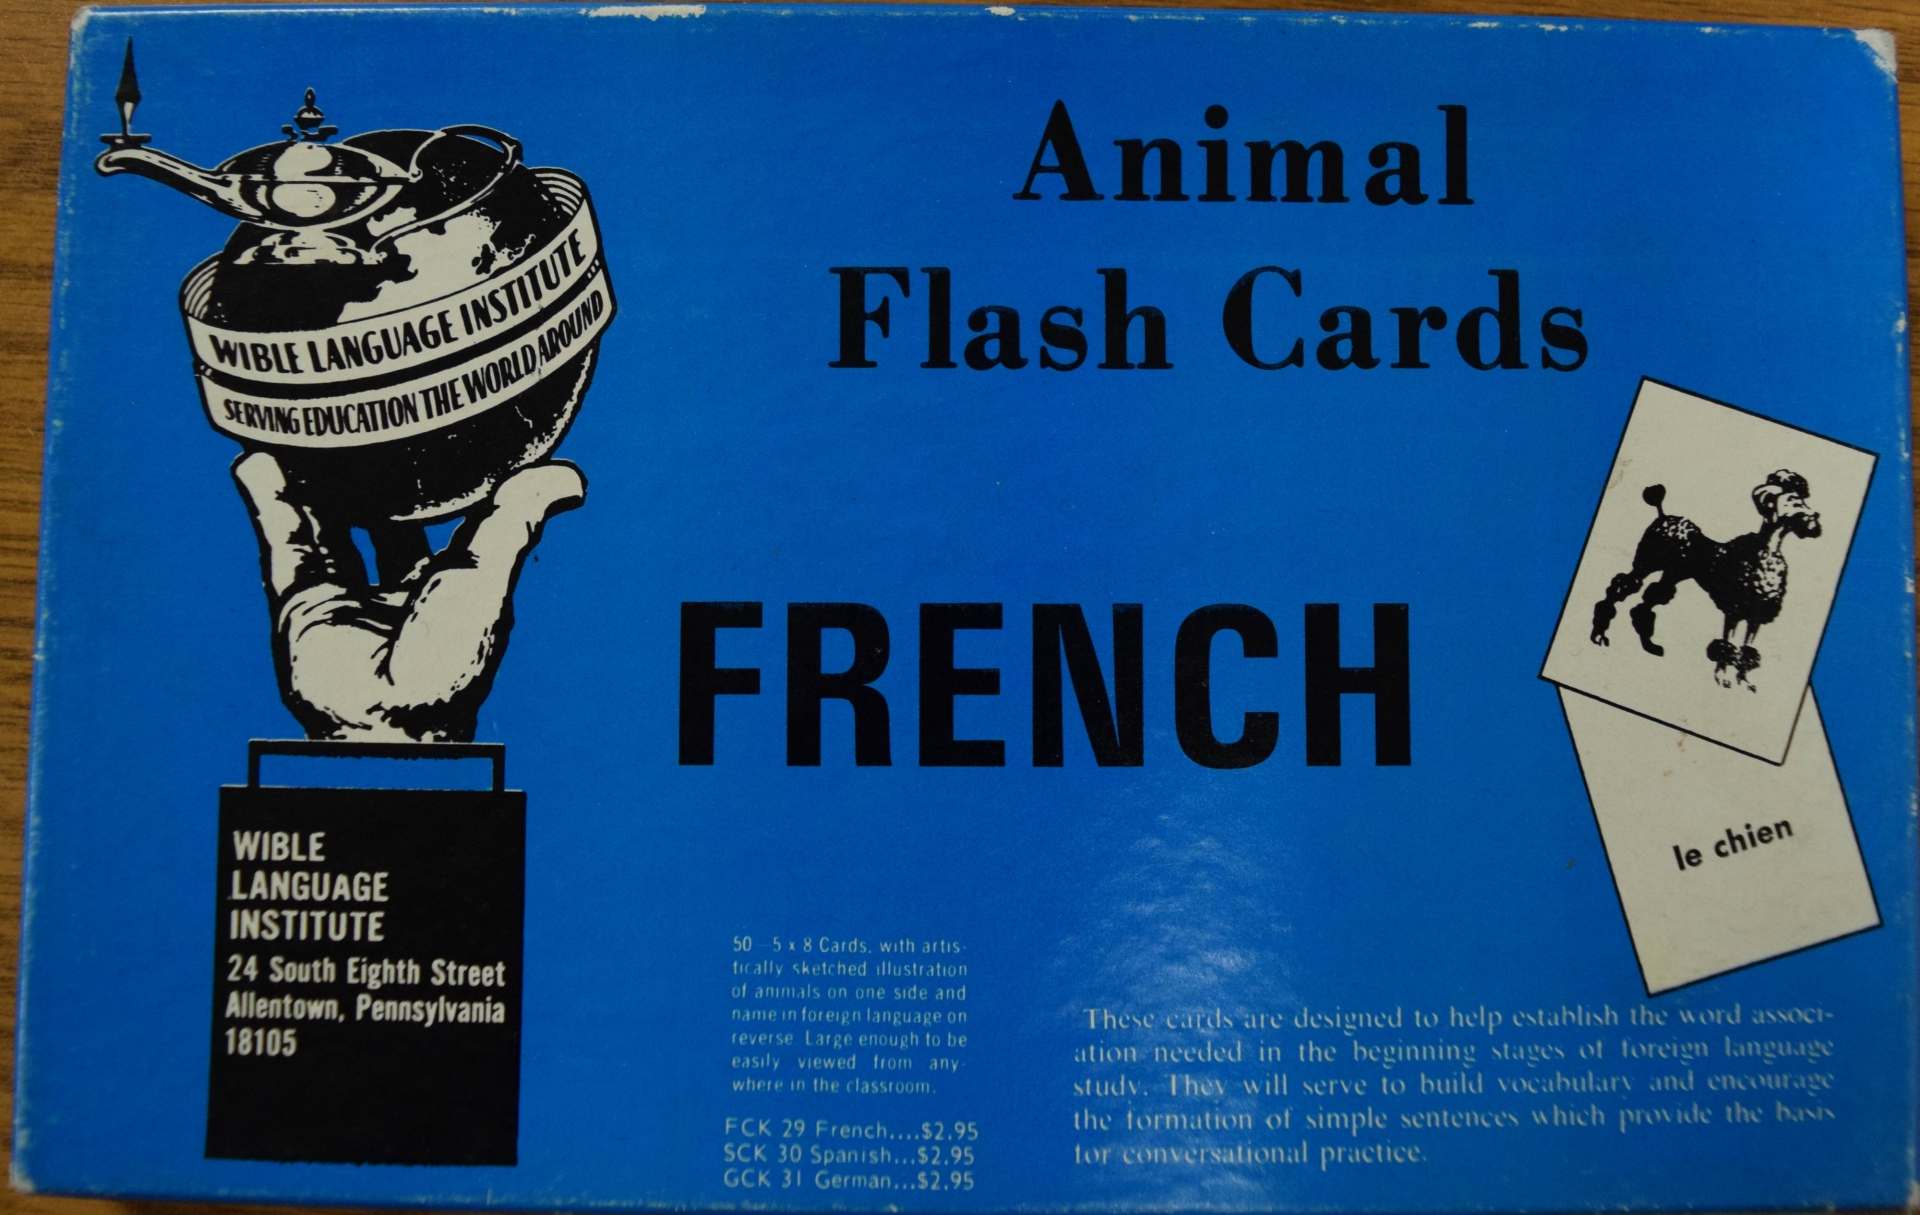 Animal
Flash Cards
WIBLE LANGUAGE INSTITUTE
SERVING EDUCATION THE WORLD AROUND
FRENCH
le chien
WIBLE
LANGUAGE
INSTITUTE
24 South Eighth Street
Allentown, Pennsylvania
18105
50 5 x 8 Cards, with artis-
tically sketched illustration
of animals on one side and
name in foreign language on
reverse Large enough to be
easily viewed from any-
where in the classroom.
FCK 29 French....$2.95
SCK 30 Spanish...$2.95
GCK 31 German...$2.95
These cards are designed to help establish the word associ-
ation needed in the beginning stages of foreign language
study. They will serve to build vocabulary and encourage
the formation of simple sentences which provide the basis
for conversational practice.